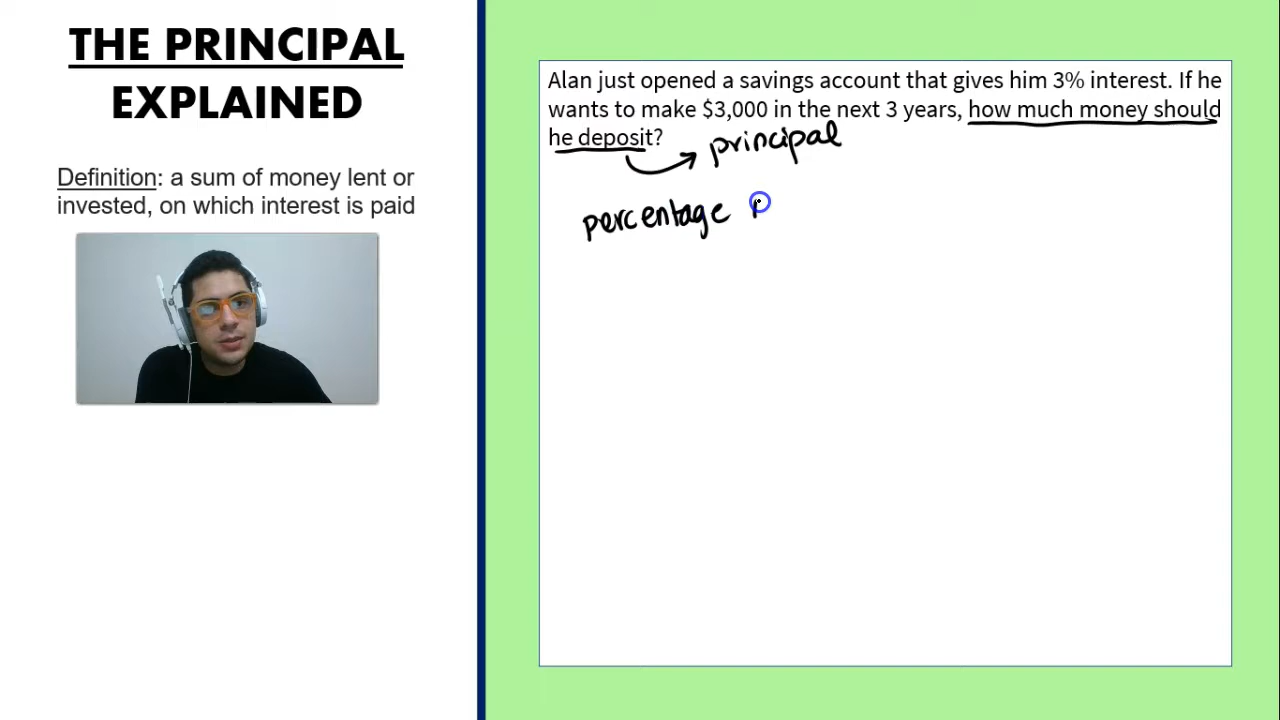 THE PRINCIPAL
EXPLAINED
Definition: a sum of money lent or
invested, on which interest is paid
Alan just opened a savings account that gives him 3% interest. If he
wants to make $3,000 in the next 3 years, how much money should
he deposit?
principal
percentage